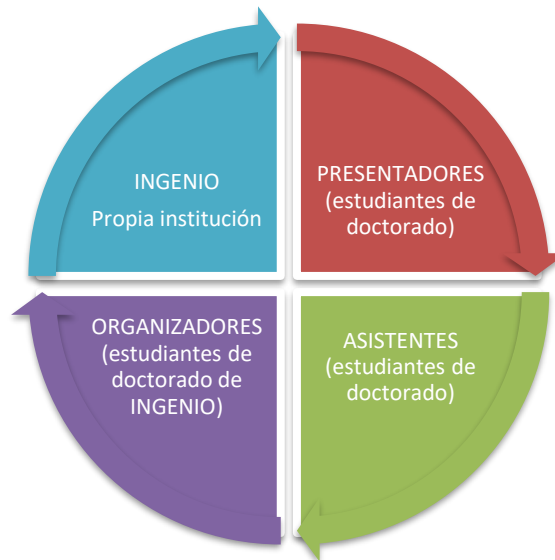 INGENIO
Propia institución
PRESENTADORES
(estudiantes de
doctorado)
ORGANIZADORES
(estudiantes de
doctorado de
INGENIO)
ASISTENTES
(estudiantes de
doctorado)